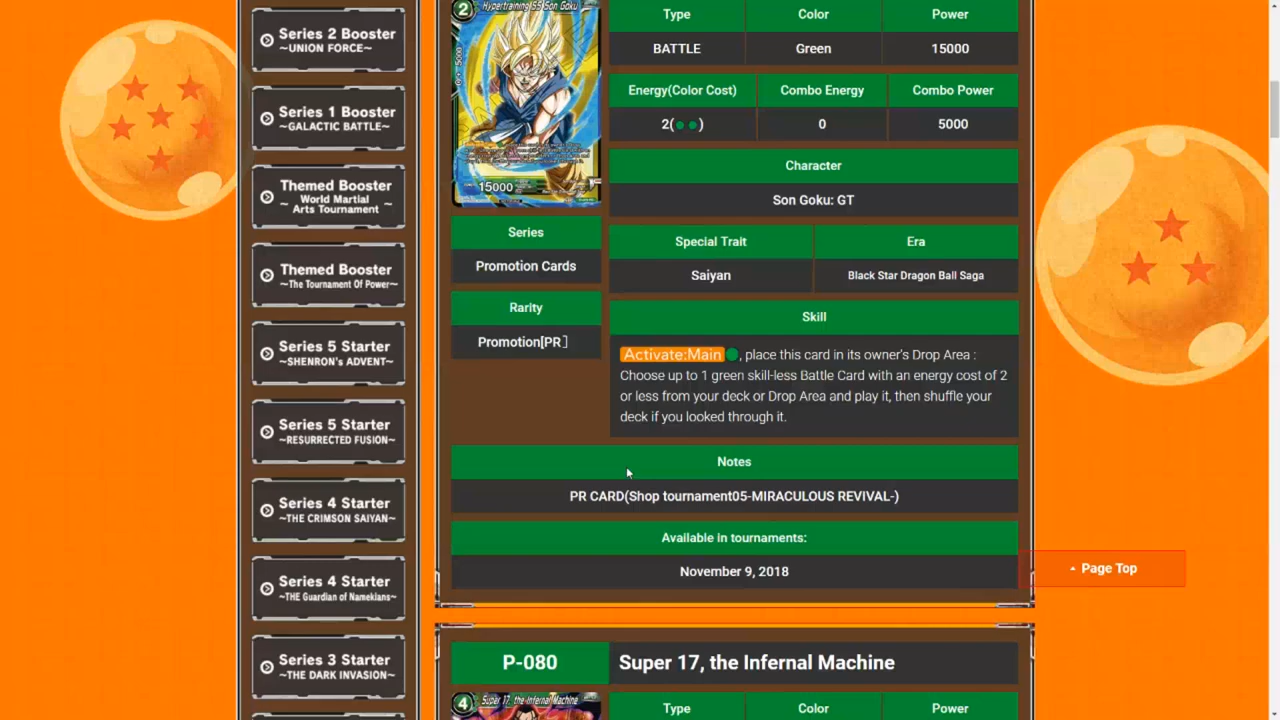 Series 2 Booster
~UNION FORCE~
Series 1 Booster
~GALACTIC BATTLE~
Themed Booster
~ World Martial Arts Tournament ~
Themed Booster
~The Tournament Of Power~
Series 5 Starter
~SHENRON's ADVENT~
Series 5 Starter
~RESURRECTED FUSION~
Series 4 Starter
~THE CRIMSON SAIYAN~
Series 4 Starter
~THE Guardian of Namekians~
Series 3 Starter
~THE DARK INVASION~
2
Hypertraining SS Son Goku
15000
Type Color Power
BATTLE Green 15000
Energy(Color Cost) Combo Energy Combo Power
2( ) 0 5000
Character
Son Goku: GT
Series
Promotion Cards
Rarity
Promotion[PR］
Special Trait Era
Saiyan Black Star Dragon Ball Saga
Skill
Activate:Main , place this card in its owner's Drop Area :
Choose up to 1 green skill-less Battle Card with an energy cost of 2
or less from your deck or Drop Area and play it, then shuffle your
deck if you looked through it.
Notes
PR CARD(Shop tournament05-MIRACULOUS REVIVAL-)
Available in tournaments:
November 9, 2018
Page Top
P-080 Super 17, the Infernal Machine
4
Super 17, the Infernal Machine
Type Color Power